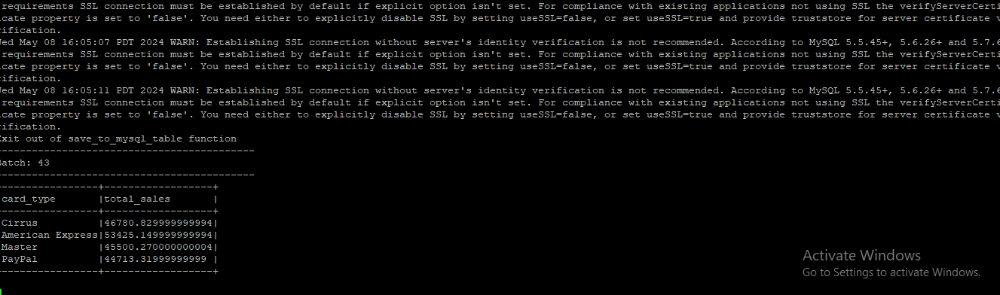 requirements SSL connection must be established by default if explicit option isn't set. For compliance with existing applications not using SSL the verifyServerCerti
icate property is set to 'false'. You need either to explicitly disable SSL by setting useSSL=false, or set useSSL=true and provide truststore for server certificate v
rification.
Wed May 08 16:05:07 PDT 2024 WARN: Establishing SSL connection without server's identity verification is not recommended. According to MySQL 5.5.45+, 5.6.26+ and 5.7.6
requirements SSL connection must be established by default if explicit option isn't set. For compliance with existing applications not using SSL the verifyServerCerti
icate property is set to 'false'. You need either to explicitly disable SSL by setting useSSL=false, or set useSSL=true and provide truststore for server certificate v
rification.
Wed May 08 16:05:11 PDT 2024 WARN: Establishing SSL connection without server's identity verification is not recommended. According to MySQL 5.5.45+, 5.6.26+ and 5.7.6
requirements SSL connection must be established by default if explicit option isn't set. For compliance with existing applications not using SSL the verifyServerCerti
icate property is set to 'false'. You need either to explicitly disable SSL by setting useSSL=false, or set useSSL=true and provide truststore for server certificate v
rification.
Exit out of save_to_mysql_table function
-------------------------------------------
Batch: 43
-------------------------------------------
-----------------+------------------+
card_type       |total_sales       |
-----------------+------------------+
Cirrus          |46780.829999999994|
American Express|53425.149999999994|
Master          |45500.270000000004|
PayPal          |44713.31999999999 |
-----------------+------------------+
Activate Windows
Go to Settings to activate Windows.